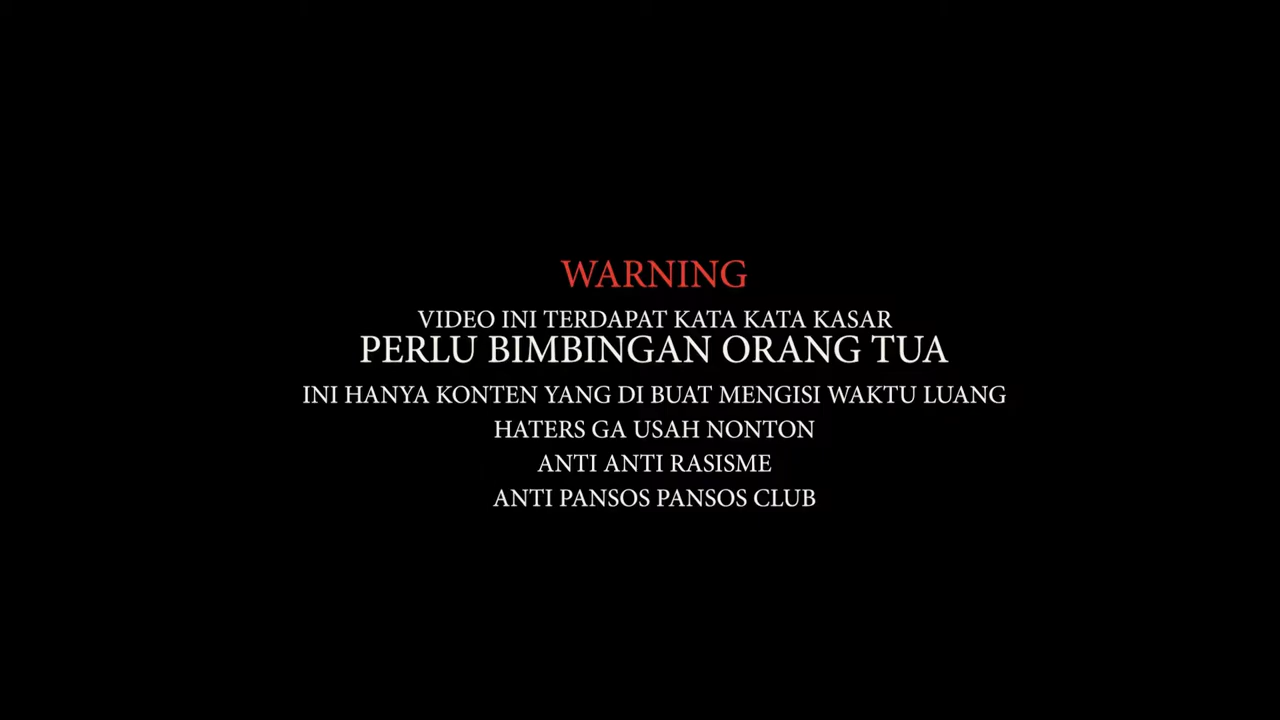 WARNING
VIDEO INI TERDAPAT KATA KATA KASAR
PERLU BIMBINGAN ORANG TUA
INI HANYA KONTEN YANG DI BUAT MENGISI WAKTU LUANG
HATERS GA USAH NONTON
ANTI ANTI RASISME
ANTI PANSOS PANSOS CLUB